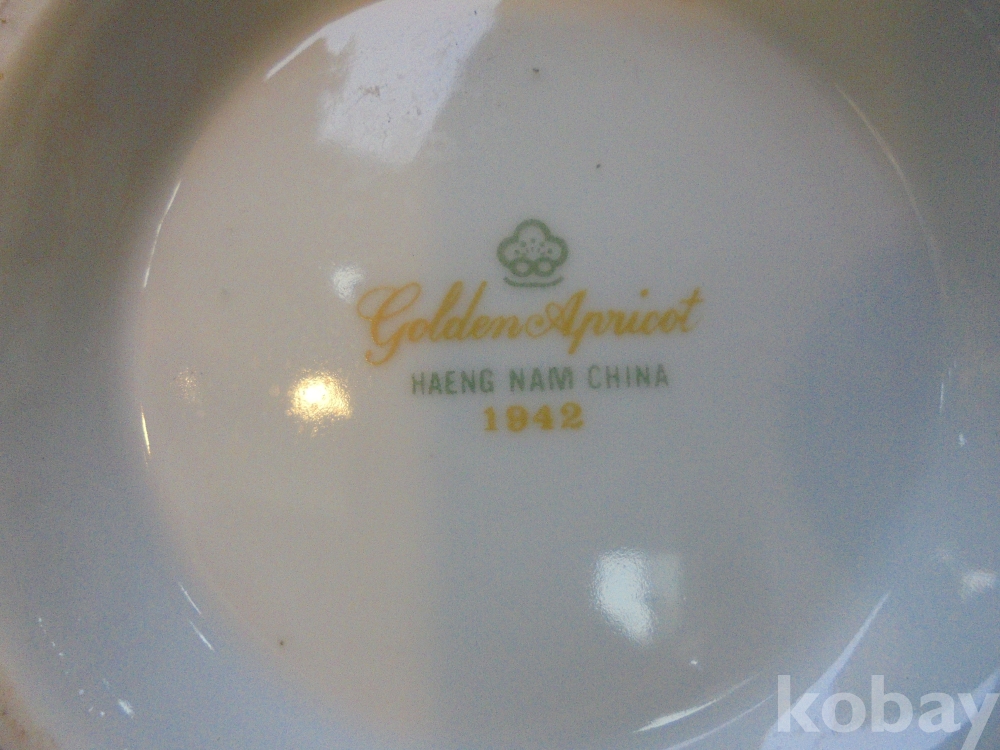 Golden Apricot
HAENG NAM CHINA
1942
kobay